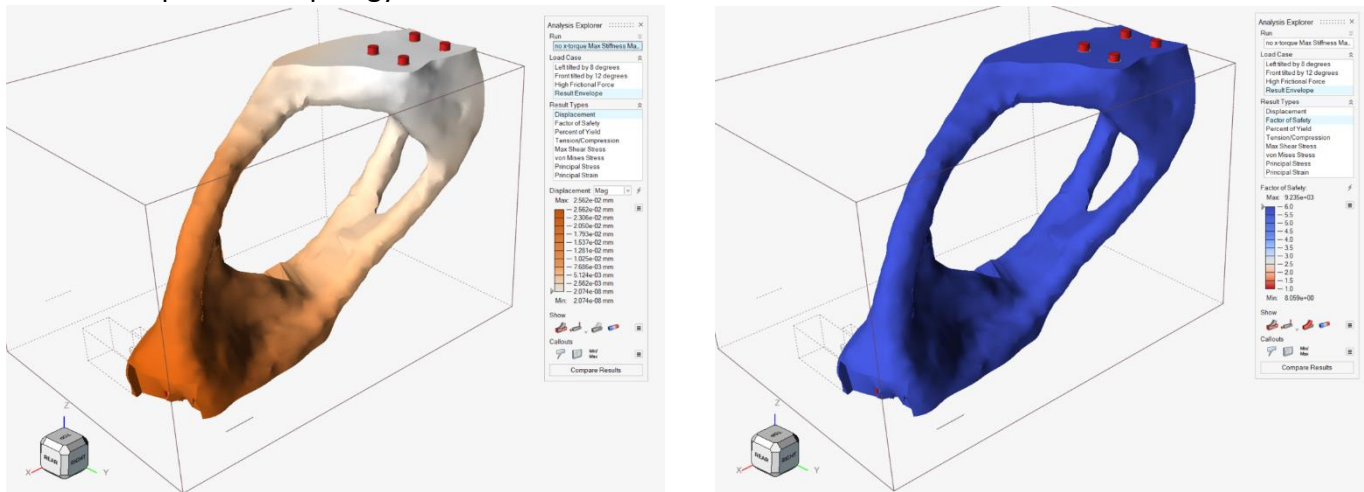 Analysis Explorer
Run
no x-torque Max Stiffness Ma..
Load Case
Left tilted by 8 degrees
Front tilted by 12 degrees
High Frictional Force
Result Envelope
Result Types
Displacement
Factor of Safety
Percent of Yield
Tension/Compression
Max Shear Stress
von Mises Stress
Principal Stress
Principal Strain
Displacement Mag
Max: 2.562e-02 mm
2.562e-02 mm
2.306e-02 mm
2.050e-02 mm
1.793e-02 mm
1.537e-02 mm
1.281e-02 mm
1.025e-02 mm
7.686e-03 mm
5.124e-03 mm
2.562e-03 mm
2.074e-08 mm
Min: 2.074e-08 mm
Show
Callouts
Min/
Max
Compare Results
Z
X
Y
TOP
REAR
RIGHT
Analysis Explorer
Run
no x-torque Max Stiffness Ma..
Load Case
Left tilted by 8 degrees
Front tilted by 12 degrees
High Frictional Force
Result Envelope
Result Types
Displacement
Factor of Safety
Percent of Yield
Tension/Compression
Max Shear Stress
von Mises Stress
Principal Stress
Principal Strain
Factor of Safety
Max: 9.236e+03
6.0
5.5
5.0
4.5
4.0
3.5
3.0
2.5
2.0
1.5
1.0
Min: 8.059e+00
Show
Callouts
Min/
Max
Compare Results
Z
X
Y
TOP
REAR
RIGHT